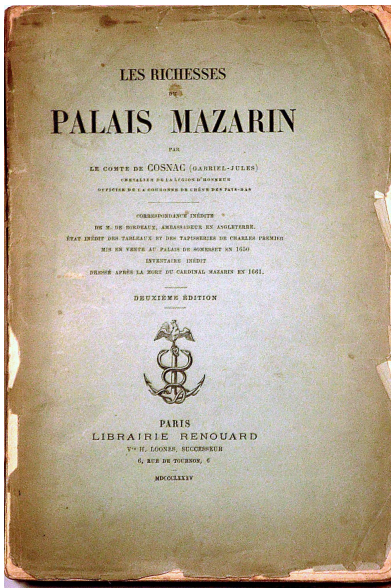 LES RICHESSES
DU
PALAIS MAZARIN
PAR
LE COMTE DE COSNAC (GABRIEL-JULES)
CHEVALIER DE LA LÉGION D'HONNEUR
OFFICIER DE LA COURONNE DE CHÊNE DES PAYS-BAS
CORRESPONDANCE INÉDITE
DE M. DE BORDEAUX, AMBASSADEUR EN ANGLETERRE.
ÉTAT INÉDIT DES TABLEAUX ET DES TAPISSERIES DE CHARLES PREMIER
MIS EN VENTE AU PALAIS DE SOMERSET EN 1650
INVENTAIRE INÉDIT
DRESSÉ APRÈS LA MORT DU CARDINAL MAZARIN EN 1661.
DEUXIÈME ÉDITION
PARIS
LIBRAIRIE RENOUARD
Vve H. LOONES, SUCCESSEUR
6, RUE DE TOURNON, 6
MDCCCLXXXV